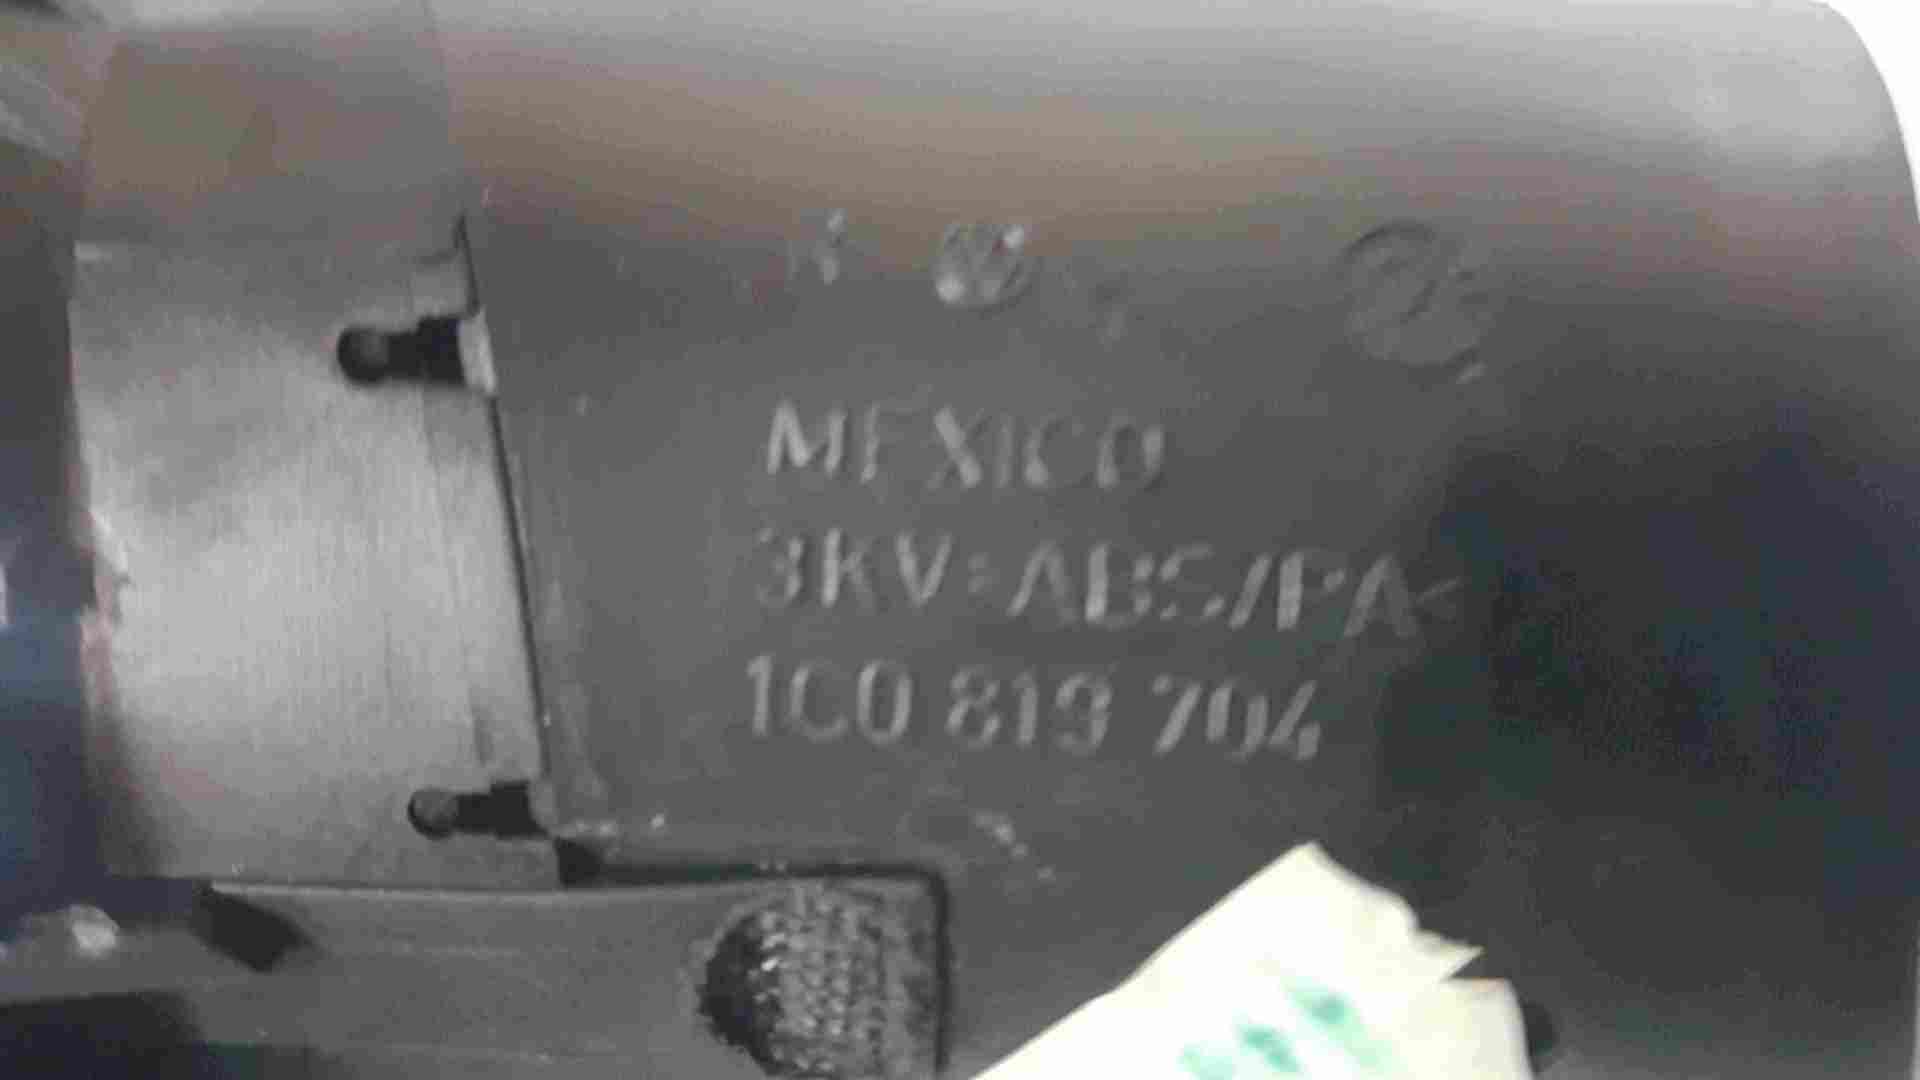 MEXICO
3KV >ABS/PA<
1C0 819 704